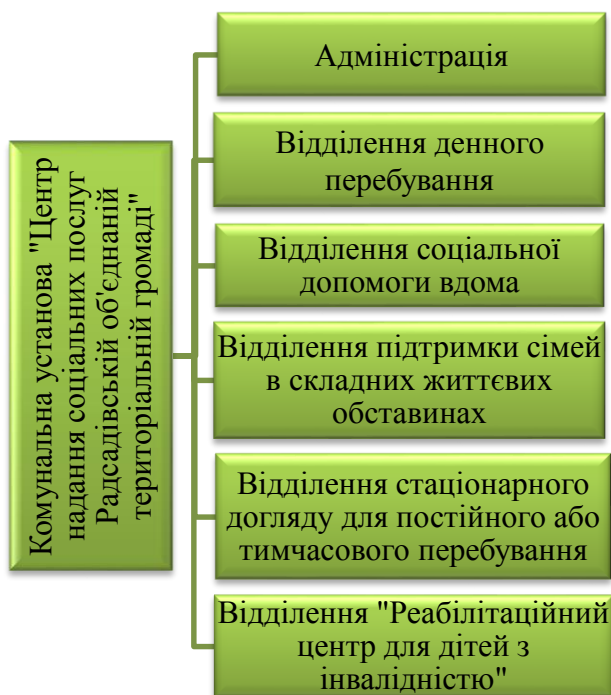 Комунальна установа "Центр
надання соціальних послуг
Радсадівській об'єднаній
територіальній громаді"
Адміністрація
Відділення денного
перебування
Відділення соціальної
допомоги вдома
Відділення підтримки сімей
в складних життєвих
обставинах
Відділення стаціонарного
догляду для постійного або
тимчасового перебування
Відділення "Реабілітаційний
центр для дітей з
інвалідністю"